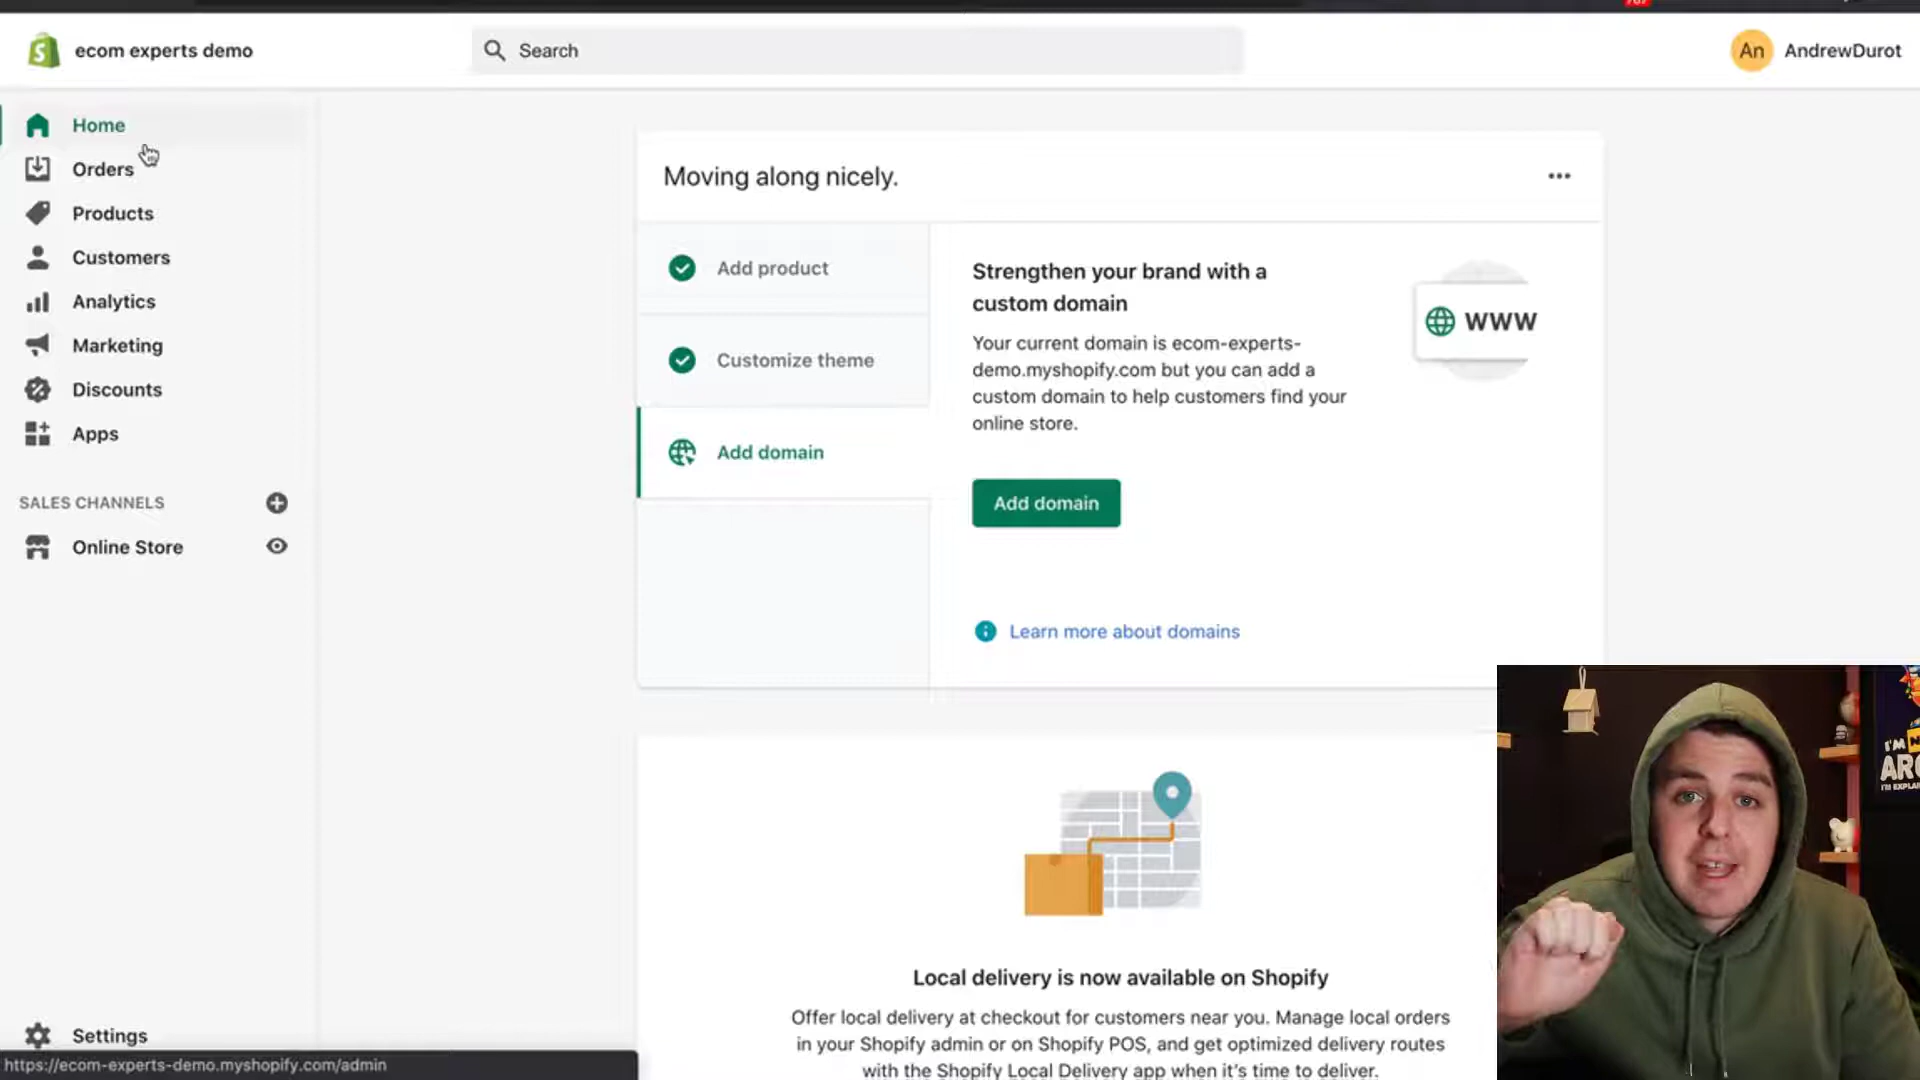 ecom experts demo
Search
An
AndrewDurot
Home
Orders
Products
Customers
Analytics
Marketing
Discounts
Apps
SALES CHANNELS
Online Store
Settings
https://ecom-experts-demo.myshopify.com/admin
Moving along nicely.
Add product
Customize theme
Add domain
Strengthen your brand with a
custom domain
Your current domain is ecom-experts-
demo.myshopify.com but you can add a
custom domain to help customers find your
online store.
WWW
Add domain
Learn more about domains
Local delivery is now available on Shopify
Offer local delivery at checkout for customers near you. Manage local orders
in your Shopify admin or on Shopify POS, and get optimized delivery routes
with the Shopify Local Delivery app when it's time to deliver.
I'M